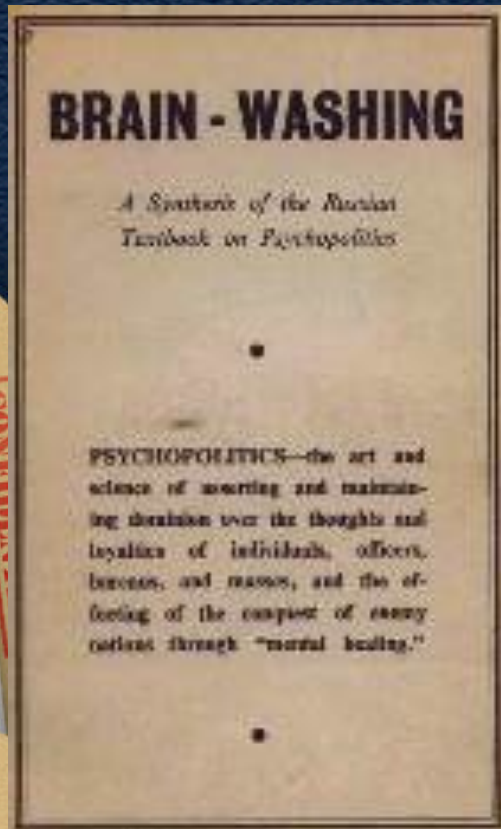 BRAIN - WASHING
A Synthesis of the Russian
Textbook on Psychopolitics
PSYCHOPOLITICS—the art and
science of asserting and maintain-
ing dominion over the thoughts and
loyalties of individuals, officers,
bureaus, and masses, and the ef-
fecting of the conquest of enemy
nations through "mental healing."